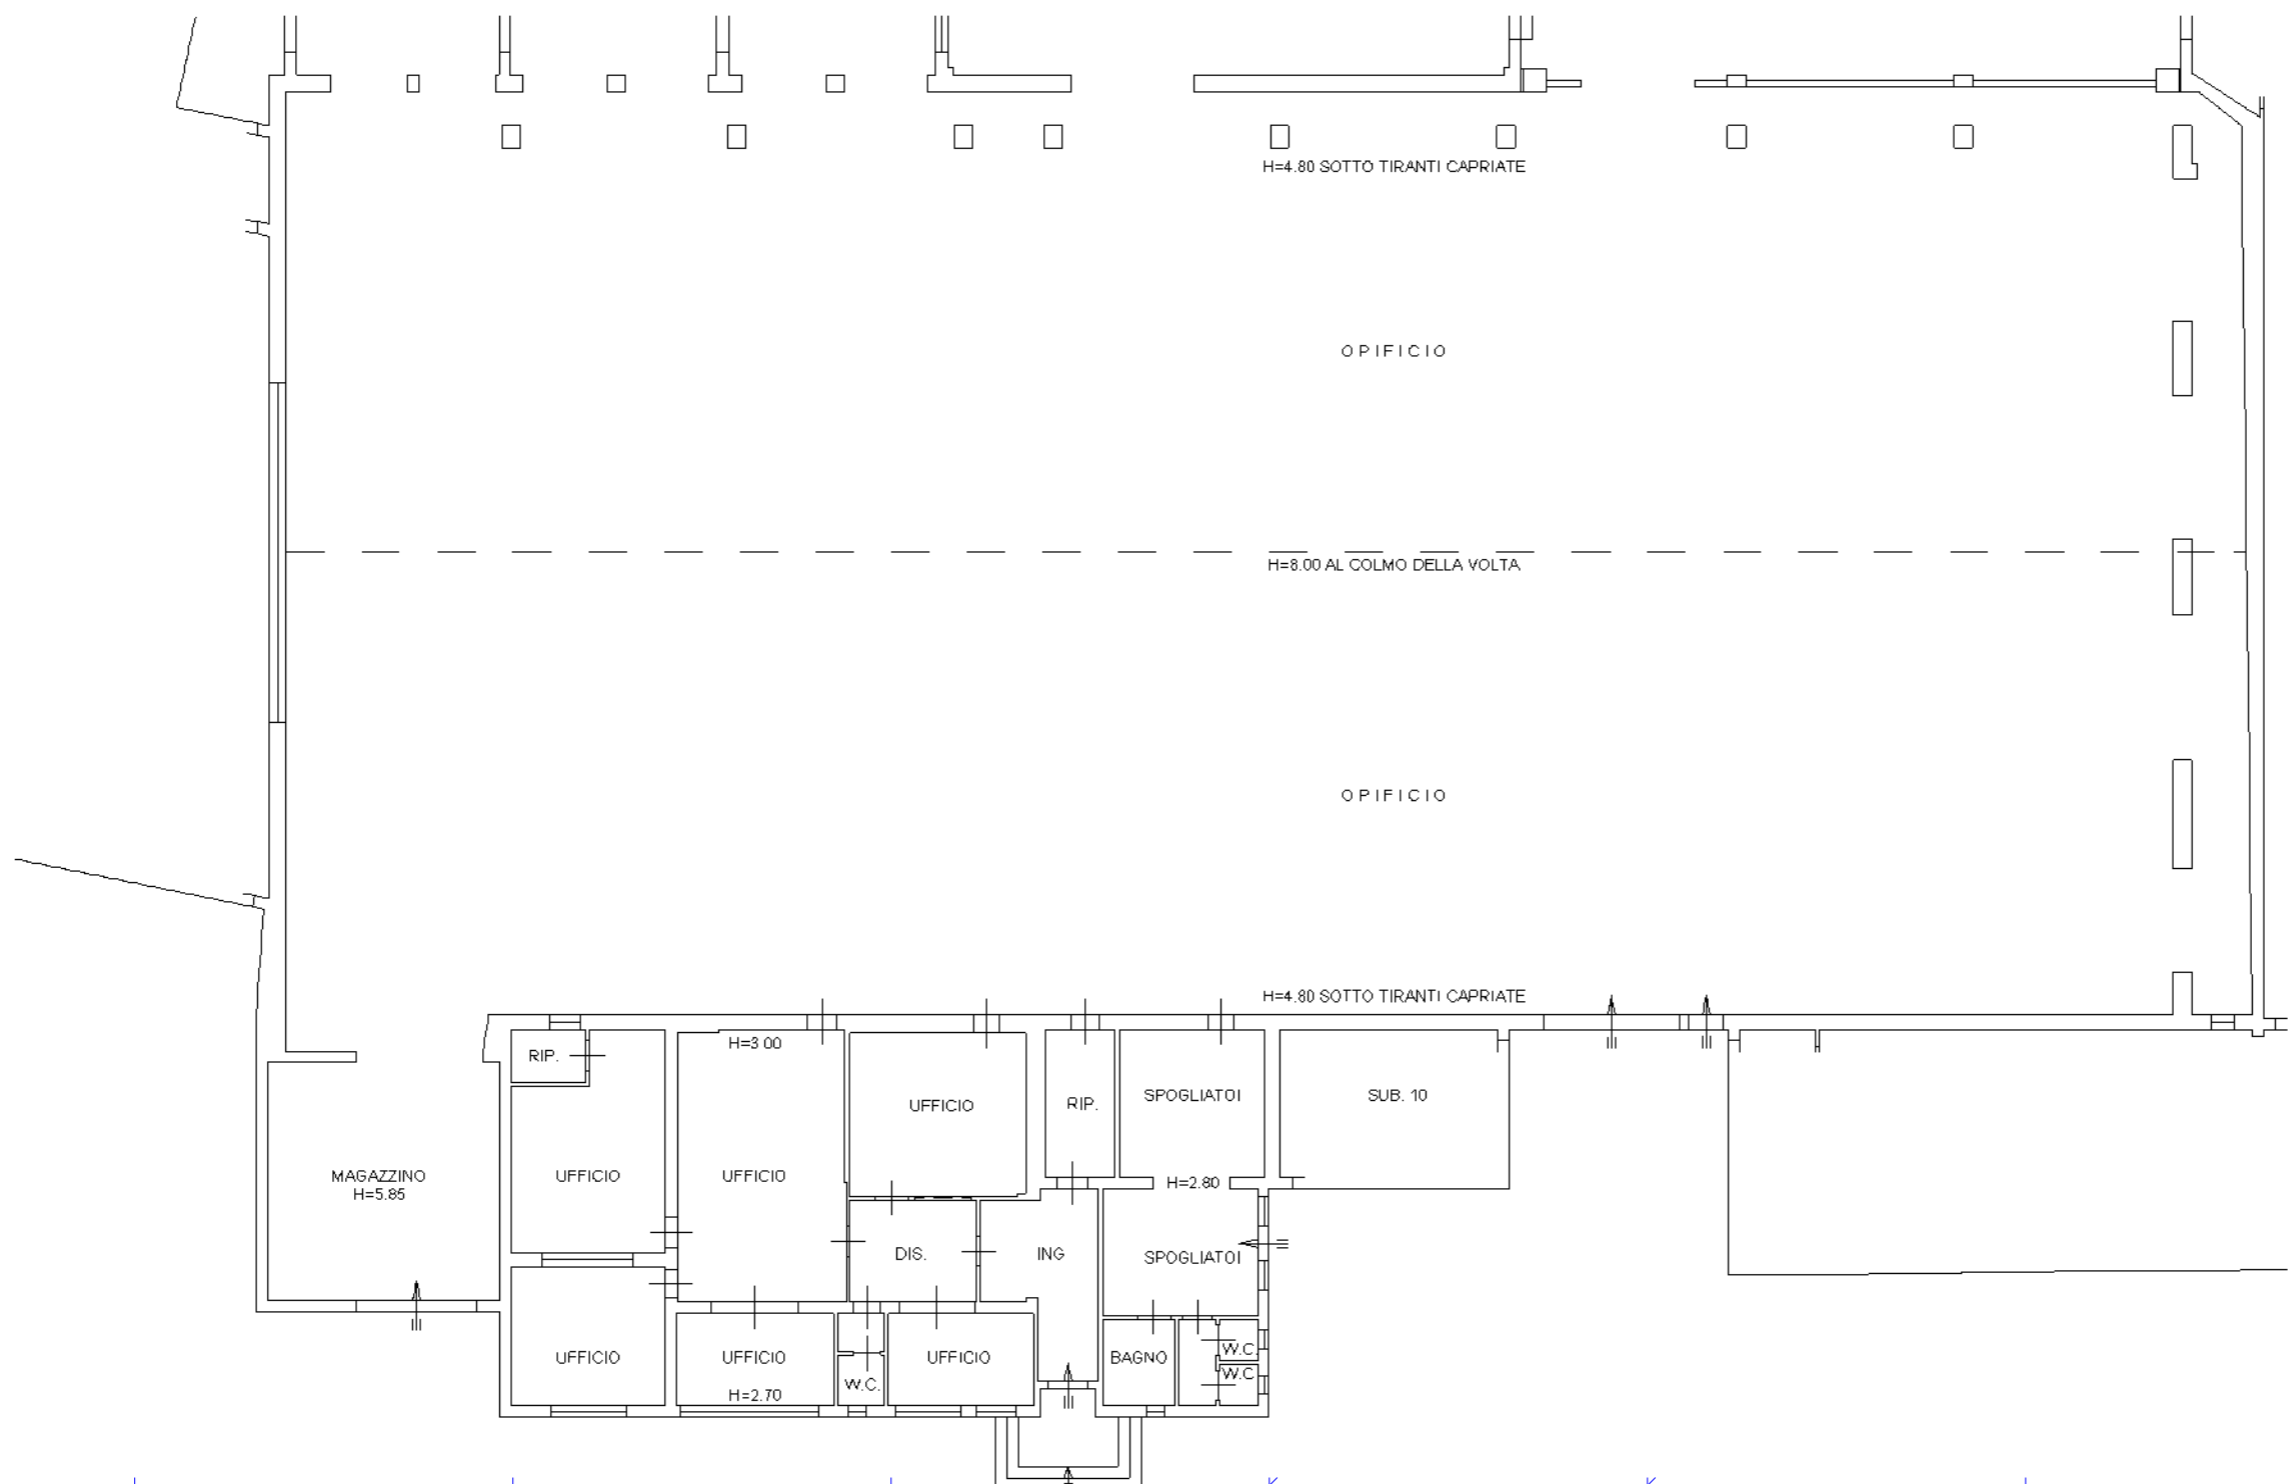 H=4.80 SOTTO TIRANTI CAPRIATE
OPIFICIO
H=8.00 AL COLMO DELLA VOLTA
OPIFICIO
H=4.80 SOTTO TIRANTI CAPRIATE
H=3 00
RIP.
UFFICIO
RIP.
SPOGLIATOI
SUB. 10
MAGAZZINO
H=5.85
UFFICIO
UFFICIO
H=2.80
DIS.
ING
SPOGLIATOI
UFFICIO
UFFICIO
H=2.70
W.C.
UFFICIO
BAGNO
W.C.
W.C